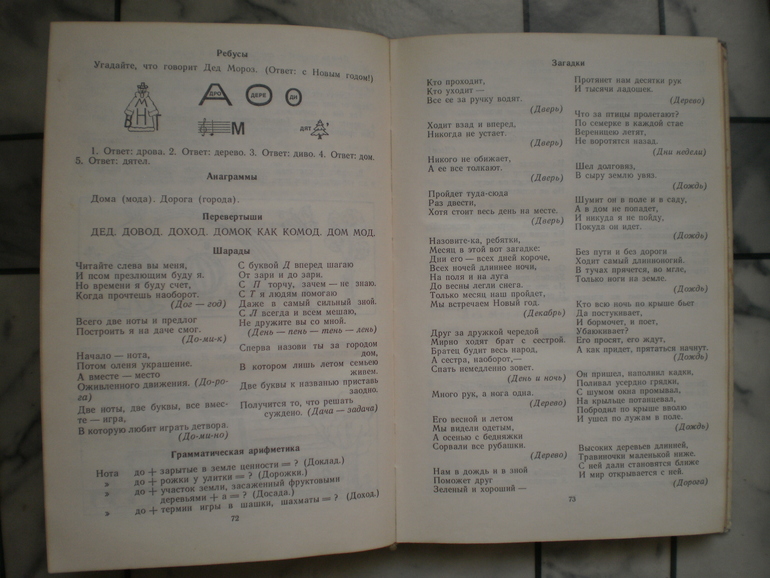 Ребусы
Угадайте, что говорит Дед Мороз. (Ответ: с Новым годом!)
ДРО
ДЕРЕ
ДИ
М
ДЯТ
1. Ответ: дрова. 2. Ответ: дерево. 3. Ответ: диво. 4. Ответ: дом.
5. Ответ: дятел.
Анаграммы
Дома (мода). Дорога (города).
Перевертыши
ДЕД. ДОВОД. ДОХОД. ДОМОК КАК КОМОД. ДОМ МОД.
Шарады
Читайте слева вы меня,
И псом презлющим буду я.
Но времени я буду счет,
Когда прочтешь наоборот.
(Дог — год)
Всего две ноты и предлог
Построить я на даче смог.
(До-ми-к)
Начало — нота,
Потом оленя украшение.
А вместе — место
Оживленного движения. (До-ро-
га)
Две ноты, две буквы, все вмес-
те — игра,
В которую любит играть детвора.
(До-ми-но)
С буквой Д вперед шагаю
От зари и до зари.
С П торчу, зачем — не знаю.
С Т я людям помогаю
Даже в самый сильный зной.
С Л всегда и всем мешаю,
Не дружите вы со мной.
(День — пень — тень — лень)
Сперва назови ты за городом
дом,
В котором лишь летом семьею
живем.
Две буквы к названью приставь
заодно.
Получится то, что решать
суждено. (Дача — задача)
Грамматическая арифметика
Нота до + зарытые в земле ценности = ? (Доклад.)
» до + рожки у улитки = ? (Дорожки.)
» до + участок земли, засаженный фруктовыми
деревьями + а = ? (Досада.)
» до + термин игры в шашки, шахматы = ? (Доход.)
72
Загадки
Кто проходит,
Кто уходит —
Все ее за ручку водят.
(Дверь)
Ходит взад и вперед,
Никогда не устает.
(Дверь)
Никого не обижает,
А ее все толкают.
(Дверь)
Пройдет туда-сюда
Раз двести,
Хотя стоит весь день на месте.
(Дверь)
Назовите-ка, ребятки,
Месяц в этой вот загадке:
Дни его — всех дней короче,
Всех ночей длиннее ночи,
На поля и на луга
До весны легли снега.
Только месяц наш пройдет,
Мы встречаем Новый год.
(Декабрь)
Друг за дружкой чередой
Мирно ходят брат с сестрой.
Братец будит весь народ,
А сестра, наоборот,—
Спать немедленно зовет.
(День и ночь)
Много рук, а нога одна.
(Дерево)
Его весной и летом
Мы видели одетым,
А осенью с бедняжки
Сорвали все рубашки.
(Дерево)
Нам в дождь и в зной
Поможет друг
Зеленый и хороший —
Протянет нам десятки рук
И тысячи ладошек.
(Дерево)
Что за птицы пролетают?
По семерке в каждой стае
Вереницею летят,
Не воротятся назад.
(Дни недели)
Шел долговяз,
В сыру землю увяз.
(Дождь)
Шумит он в поле и в саду,
А в дом не попадет,
И никуда я не пойду,
Покуда он идет.
(Дождь)
Без пути и без дороги
Ходит самый длинноногий.
В тучах прячется, во мгле,
Только ноги на земле.
(Дождь)
Кто всю ночь по крыше бьет
Да постукивает,
И бормочет, и поет,
Убаюкивает?
Его просят, его ждут,
А как придет, прятаться начнут.
(Дождь)
Он пришел, наполнил кадки,
Поливал усердно грядки,
С шумом окна промывал,
На крыльце потанцевал,
Побродил по крыше вволю
И ушел по лужам в поле.
(Дождь)
Высоких деревьев длинней,
Травиночки маленькой ниже.
С ней дали становятся ближе
И мир открывается с ней.
(Дорога)
73